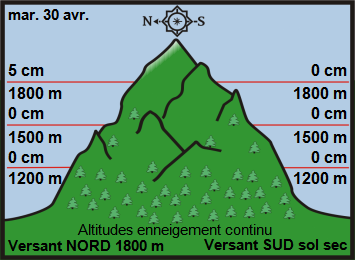 mar. 30 avr.
N S
5 cm 0 cm
1800 m 1800 m
0 cm 0 cm
1500 m 1500 m
0 cm 0 cm
1200 m 1200 m
Altitudes enneigement continu
Versant NORD 1800 m Versant SUD sol sec